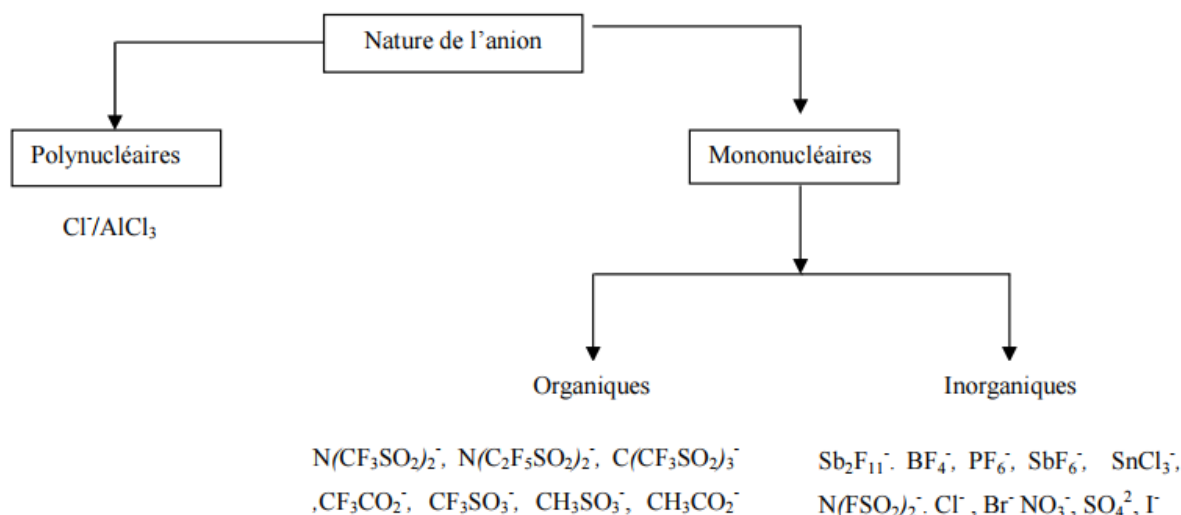 Nature de l’anion
Polynucléaires
Mononucléaires
Cl⁻/AlCl₃
Organiques
Inorganiques
N(CF₃SO₂)₂⁻, N(C₂F₅SO₂)₂⁻, C(CF₃SO₂)₃⁻
,CF₃CO₂⁻, CF₃SO₃⁻, CH₃SO₃⁻, CH₃CO₂⁻
Sb₂F₁₁⁻. BF₄⁻, PF₆⁻, SbF₆⁻, SnCl₃⁻,
N(FSO₂)₂⁻. Cl⁻ , Br⁻ NO₃⁻, SO₄², I⁻